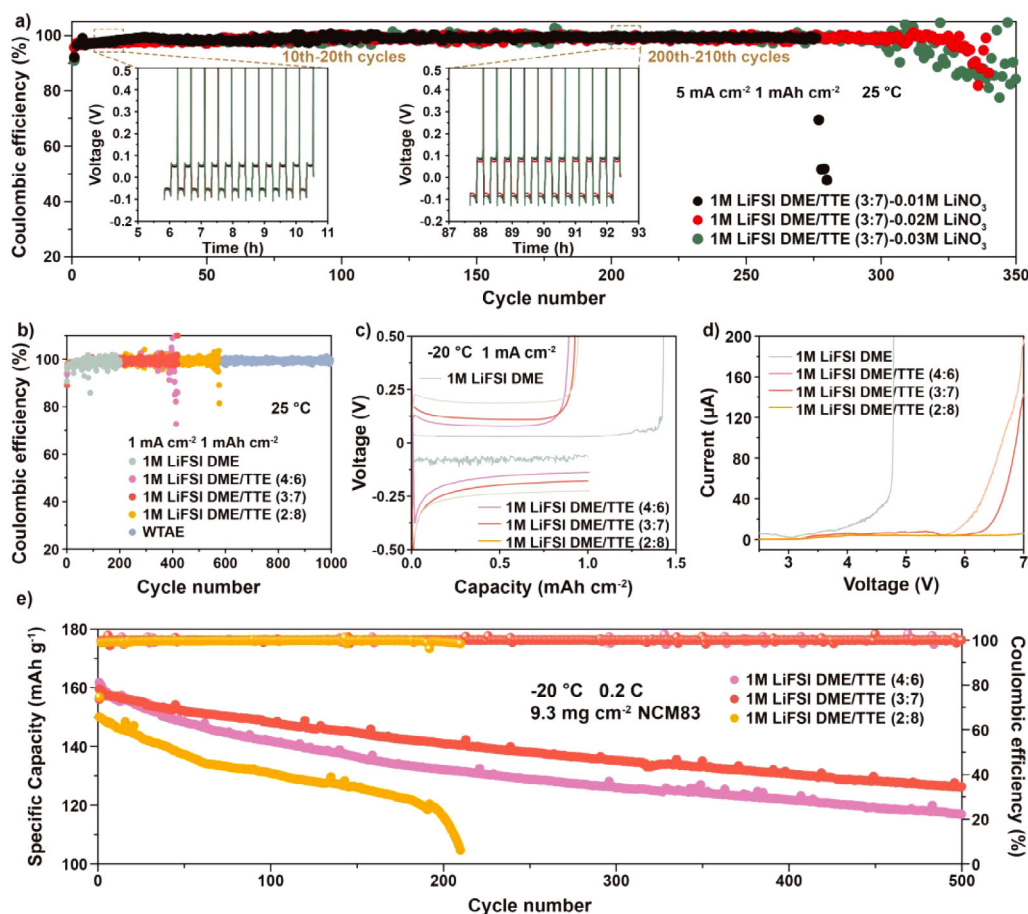 a)
Coulombic efficiency (%)
100
80
60
40
20
10th-20th cycles
200th-210th cycles
Voltage (V)
0.5
0.4
0.3
0.2
0.1
0.0
-0.1
-0.2
5 6 7 8 9 10 11
Time (h)
Voltage (V)
0.5
0.4
0.3
0.2
0.1
0.0
-0.1
-0.2
87 88 89 90 91 92 93
Time (h)
5 mA cm-2 1 mAh cm-2 25 °C
1M LiFSI DME/TTE (3:7)-0.01M LiNO3
1M LiFSI DME/TTE (3:7)-0.02M LiNO3
1M LiFSI DME/TTE (3:7)-0.03M LiNO3
0 50 100 150 200 250 300 350
Cycle number
b)
Coulombic efficiency (%)
100
80
60
40
20
25 °C
1 mA cm-2 1 mAh cm-2
1M LiFSI DME
1M LiFSI DME/TTE (4:6)
1M LiFSI DME/TTE (3:7)
1M LiFSI DME/TTE (2:8)
WTAE
0 200 400 600 800 1000
Cycle number
c)
Voltage (V)
0.50
0.25
0
-0.25
-0.50
-20 °C 1 mA cm-2
1M LiFSI DME
1M LiFSI DME/TTE (4:6)
1M LiFSI DME/TTE (3:7)
1M LiFSI DME/TTE (2:8)
0.0 0.5 1.0 1.5
Capacity (mAh cm-2)
d)
Current (µA)
200
160
120
80
40
0
1M LiFSI DME
1M LiFSI DME/TTE (4:6)
1M LiFSI DME/TTE (3:7)
1M LiFSI DME/TTE (2:8)
3 4 5 6 7
Voltage (V)
e)
Specific Capacity (mAh g-1)
180
160
140
120
100
-20 °C 0.2 C
9.3 mg cm-2 NCM83
1M LiFSI DME/TTE (4:6)
1M LiFSI DME/TTE (3:7)
1M LiFSI DME/TTE (2:8)
100
80
60
40
20
0
Coulombic efficiency (%)
0 100 200 300 400 500
Cycle number